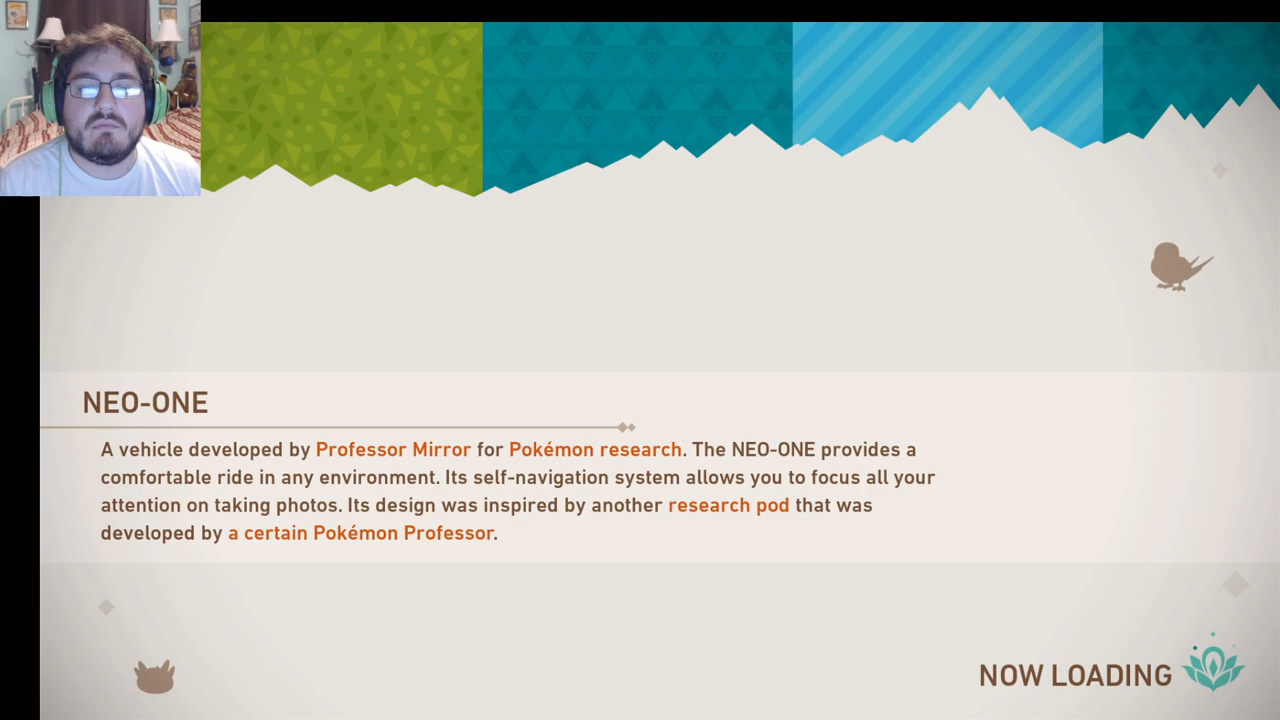 NEO-ONE
A vehicle developed by Professor Mirror for Pokémon research. The NEO-ONE provides a
comfortable ride in any environment. Its self-navigation system allows you to focus all your
attention on taking photos. Its design was inspired by another research pod that was
developed by a certain Pokémon Professor.
NOW LOADING